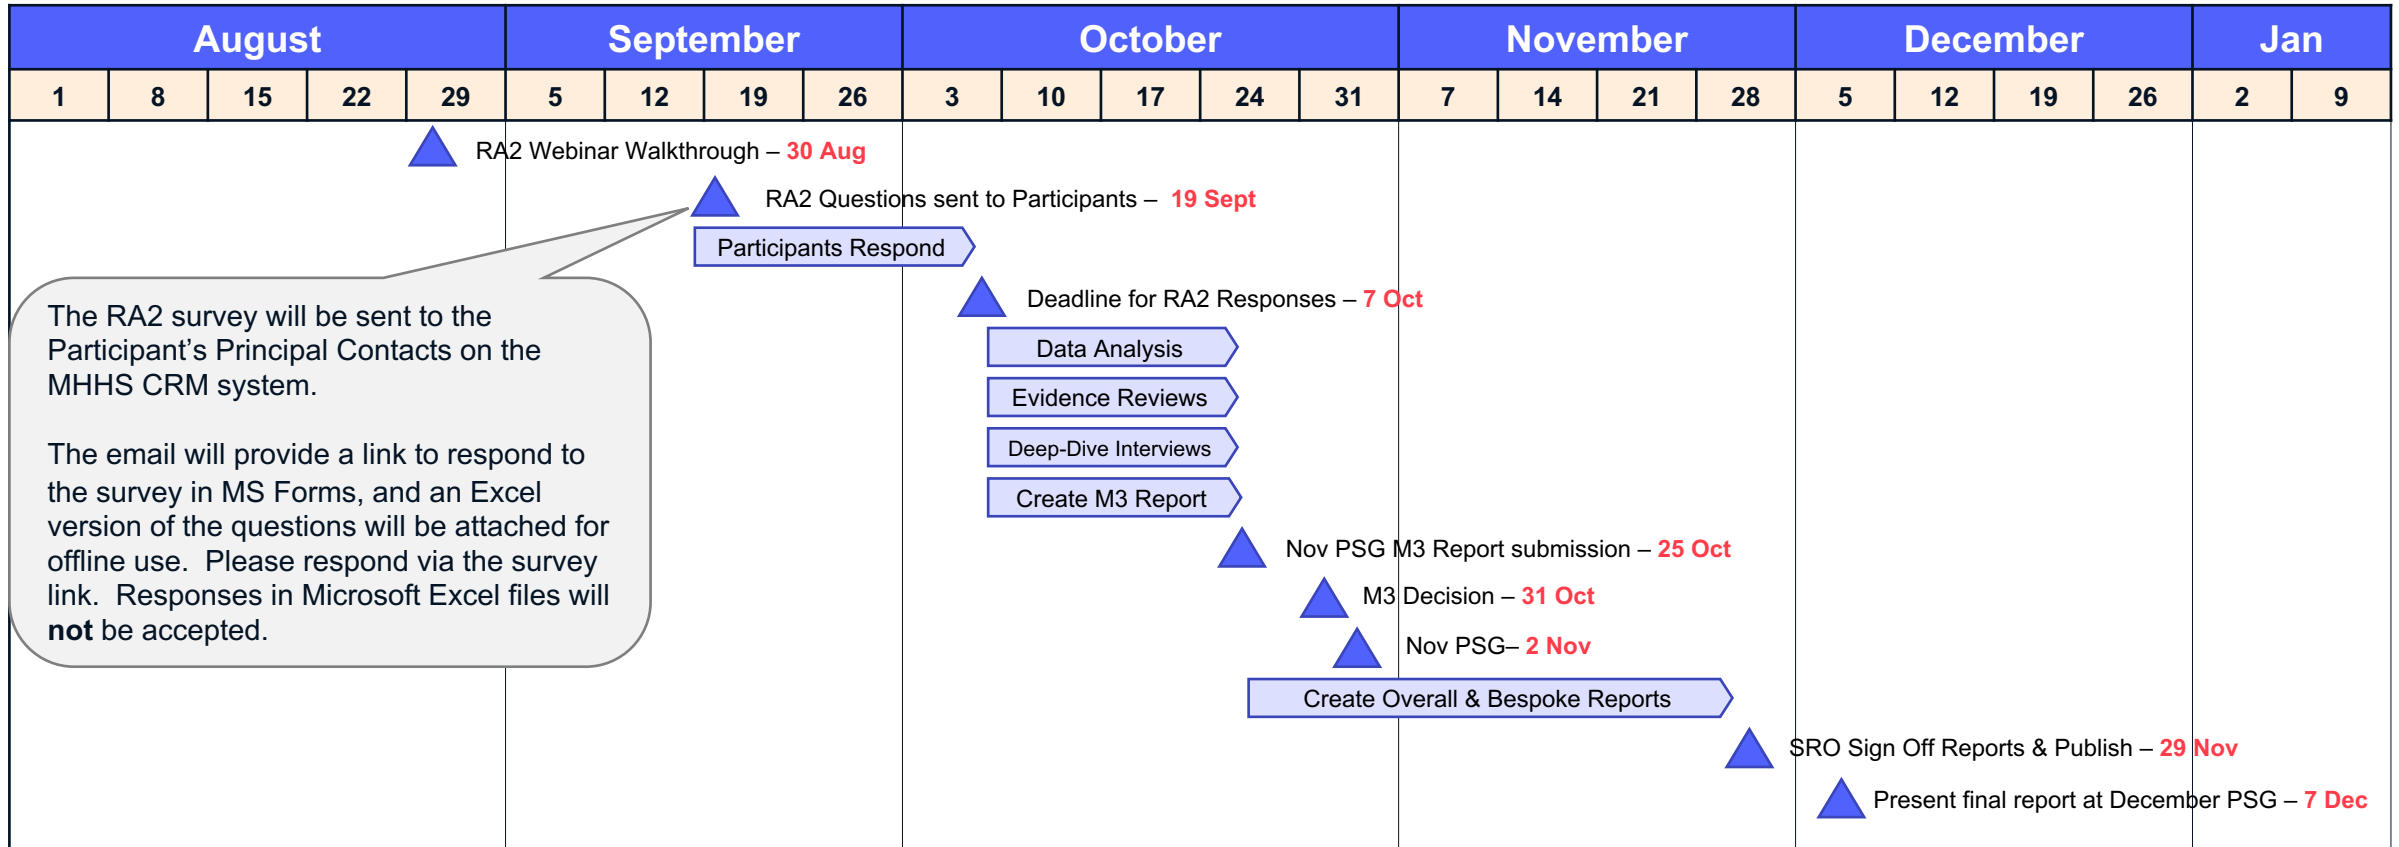 August September October November December Jan
1 8 15 22 29 5 12 19 26 3 10 17 24 31 7 14 21 28 5 12 19 26 2 9
RA2 Webinar Walkthrough – 30 Aug
RA2 Questions sent to Participants – 19 Sept
Participants Respond
Deadline for RA2 Responses – 7 Oct
The RA2 survey will be sent to the
Participant’s Principal Contacts on the
MHHS CRM system.
The email will provide a link to respond to
the survey in MS Forms, and an Excel
version of the questions will be attached for
offline use. Please respond via the survey
link. Responses in Microsoft Excel files will
not be accepted.
Data Analysis
Evidence Reviews
Deep-Dive Interviews
Create M3 Report
Nov PSG M3 Report submission – 25 Oct
M3 Decision – 31 Oct
Nov PSG– 2 Nov
Create Overall & Bespoke Reports
SRO Sign Off Reports & Publish – 29 Nov
Present final report at December PSG – 7 Dec